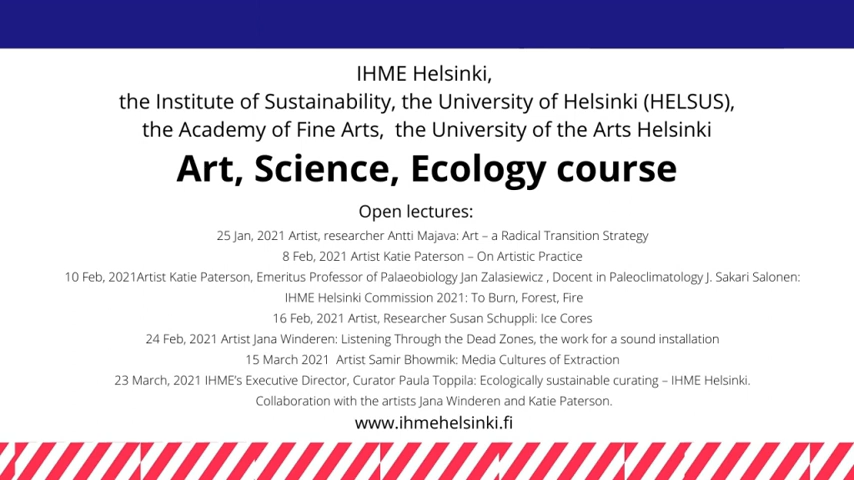 IHME Helsinki,
the Institute of Sustainability, the University of Helsinki (HELSUS),
the Academy of Fine Arts,  the University of the Arts Helsinki
Art, Science, Ecology course
Open lectures:
25 Jan, 2021 Artist, researcher Antti Majava: Art – a Radical Transition Strategy
8 Feb, 2021 Artist Katie Paterson – On Artistic Practice
10 Feb, 2021Artist Katie Paterson, Emeritus Professor of Palaeobiology Jan Zalasiewicz , Docent in Paleoclimatology J. Sakari Salonen:
IHME Helsinki Commission 2021: To Burn, Forest, Fire
16 Feb, 2021 Artist, Researcher Susan Schuppli: Ice Cores
24 Feb, 2021 Artist Jana Winderen: Listening Through the Dead Zones, the work for a sound installation
15 March 2021  Artist Samir Bhowmik: Media Cultures of Extraction
23 March, 2021 IHME’s Executive Director, Curator Paula Toppila: Ecologically sustainable curating – IHME Helsinki.
Collaboration with the artists Jana Winderen and Katie Paterson.
www.ihmehelsinki.fi